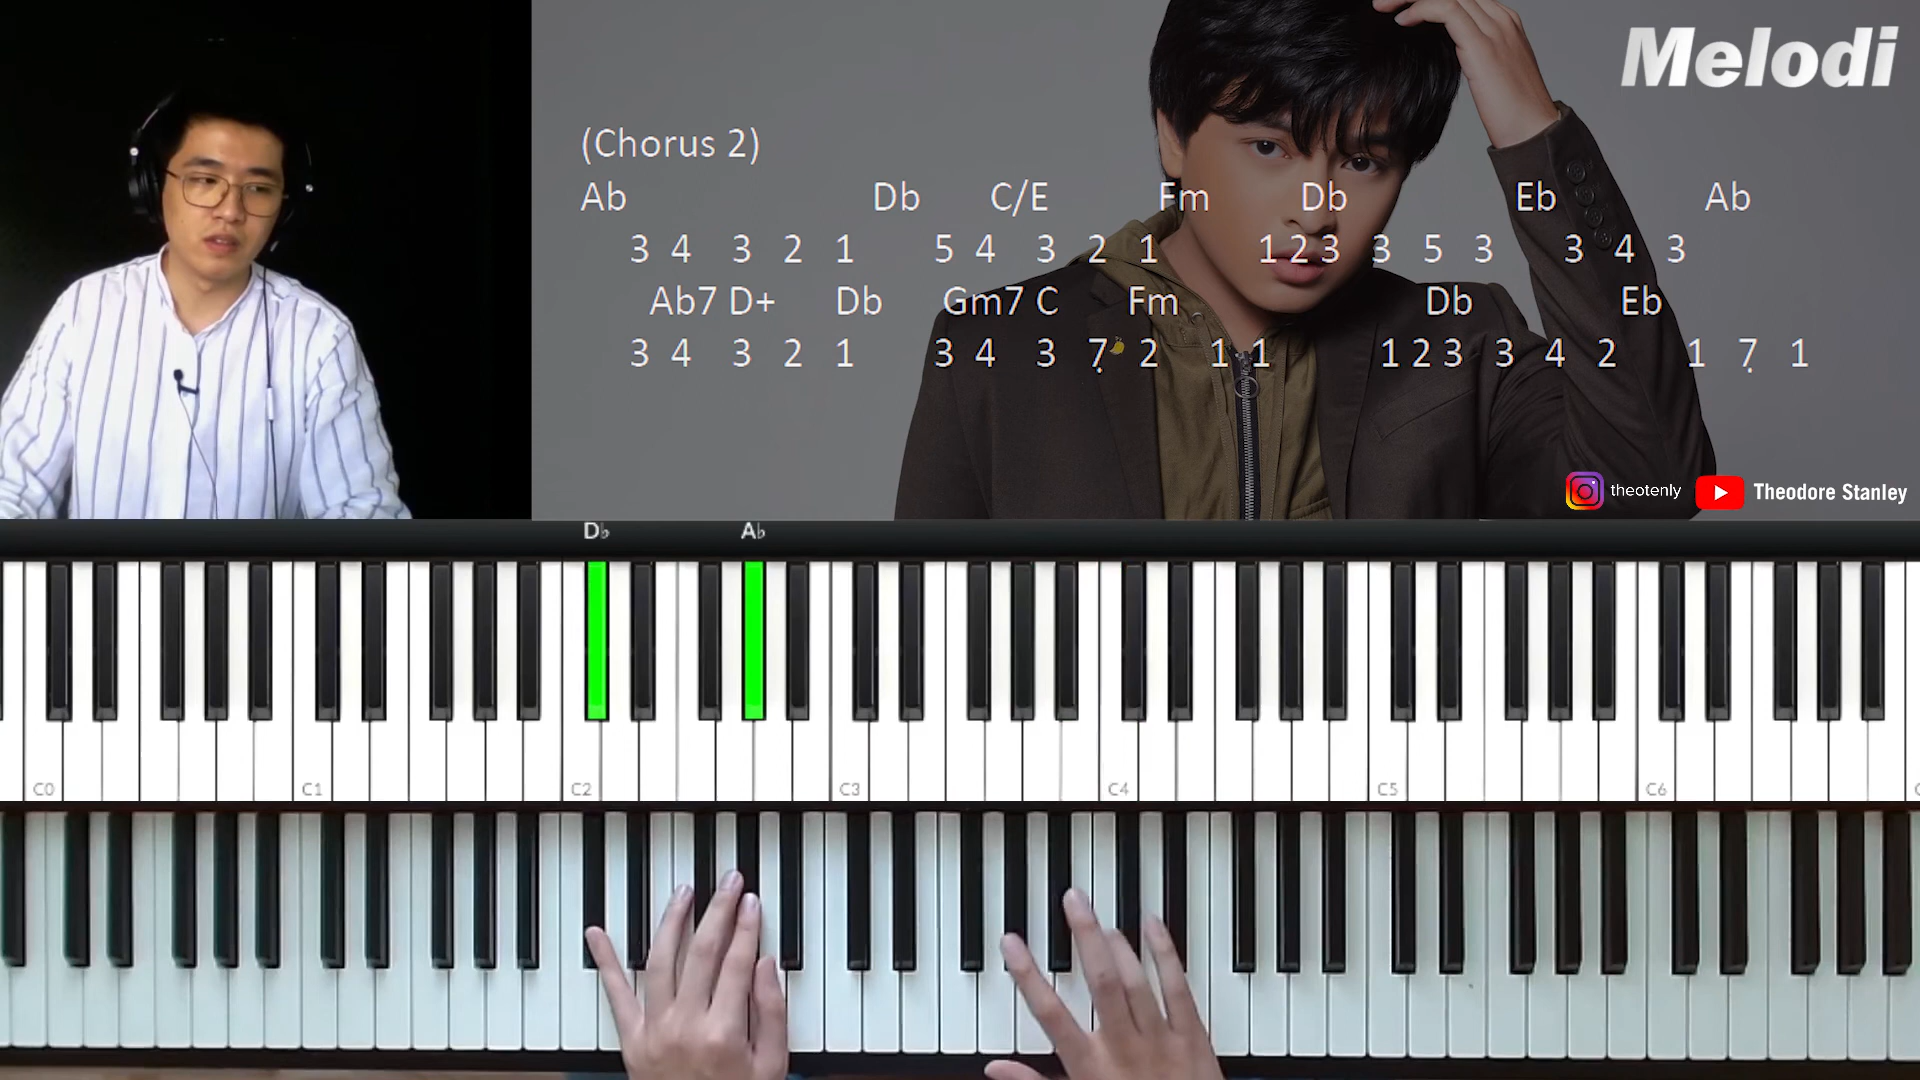 Melodi
(Chorus 2)
Ab Db C/E Fm Db Eb Ab
3 4 3 2 1 5 4 3 2 1 1 2 3 3 5 3 3 4 3
Ab7 D+ Db Gm7 C Fm Db Eb
3 4 3 2 1 3 4 3 7̣ 2 1 1 1 2 3 3 4 2 1 7̣ 1
theotenly Theodore Stanley
D♭ A♭
C0 C1 C2 C3 C4 C5 C6